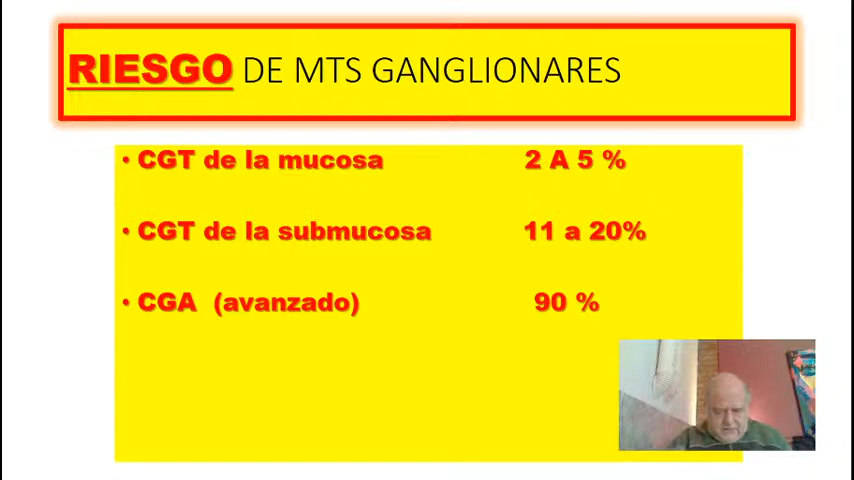 RIESGO DE MTS GANGLIONARES
• CGT de la mucosa 2 A 5 %
• CGT de la submucosa 11 a 20%
• CGA (avanzado) 90 %